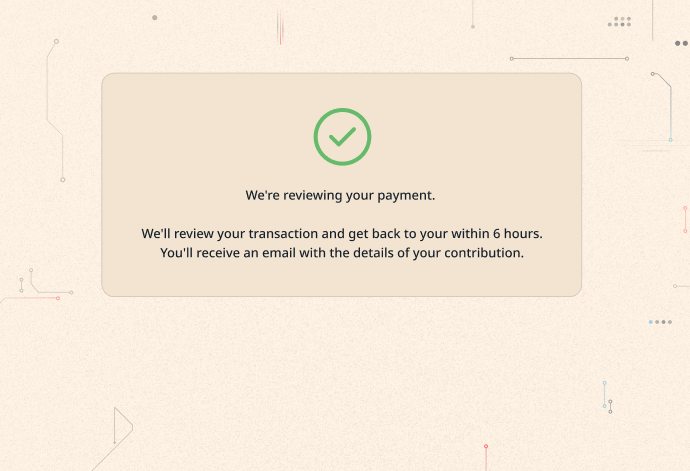 We're reviewing your payment.
We'll review your transaction and get back to your within 6 hours.
You'll receive an email with the details of your contribution.